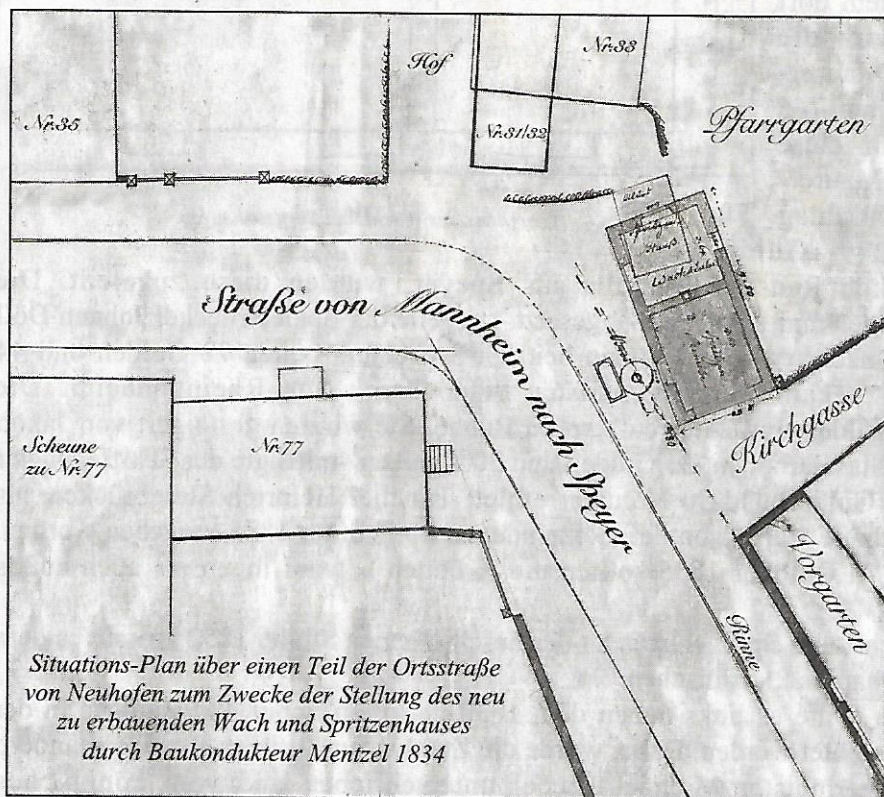 Hof
Nr. 33
Nr. 35
Nr. 31/32
Pfarrgarten
Wachstube
Straße von Mannheim nach Speyer
Kirchgasse
Scheune
zu Nr. 77
Nr. 77
Vorgarten
Rinne
Situations-Plan über einen Teil der Ortsstraße
von Neuhofen zum Zwecke der Stellung des neu
zu erbauenden Wach und Spritzenhauses
durch Baukondukteur Mentzel 1834